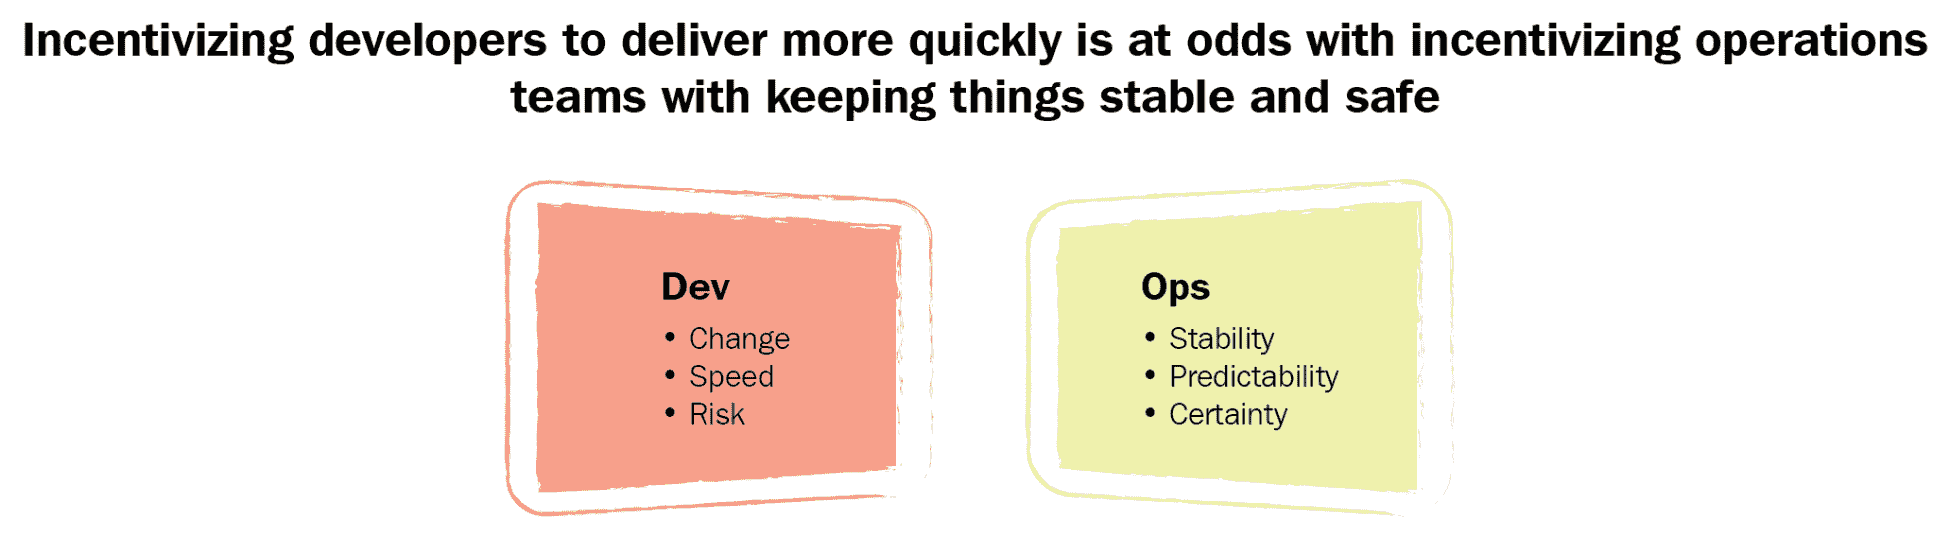 Incentivizing developers to deliver more quickly is at odds with incentivizing operations
teams with keeping things stable and safe
Dev
• Change
• Speed
• Risk
Ops
• Stability
• Predictability
• Certainty